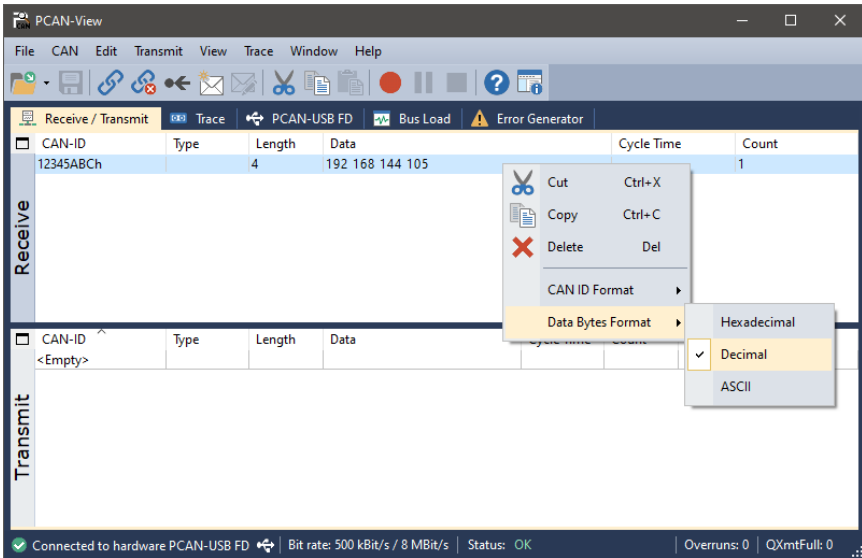 PCAN-View
File CAN Edit Transmit View Trace Window Help
Receive / Transmit Trace PCAN-USB FD Bus Load Error Generator
CAN-ID Type Length Data Cycle Time Count
12345ABCh 4 192 168 144 105 1
Receive
Cut Ctrl+X
Copy Ctrl+C
Delete Del
CAN ID Format
Data Bytes Format
Hexadecimal
Decimal
ASCII
CAN-ID Type Length Data Cycle Time Count
<Empty>
Transmit
Connected to hardware PCAN-USB FD Bit rate: 500 kBit/s / 8 MBit/s Status: OK Overruns: 0 QXmtFull: 0